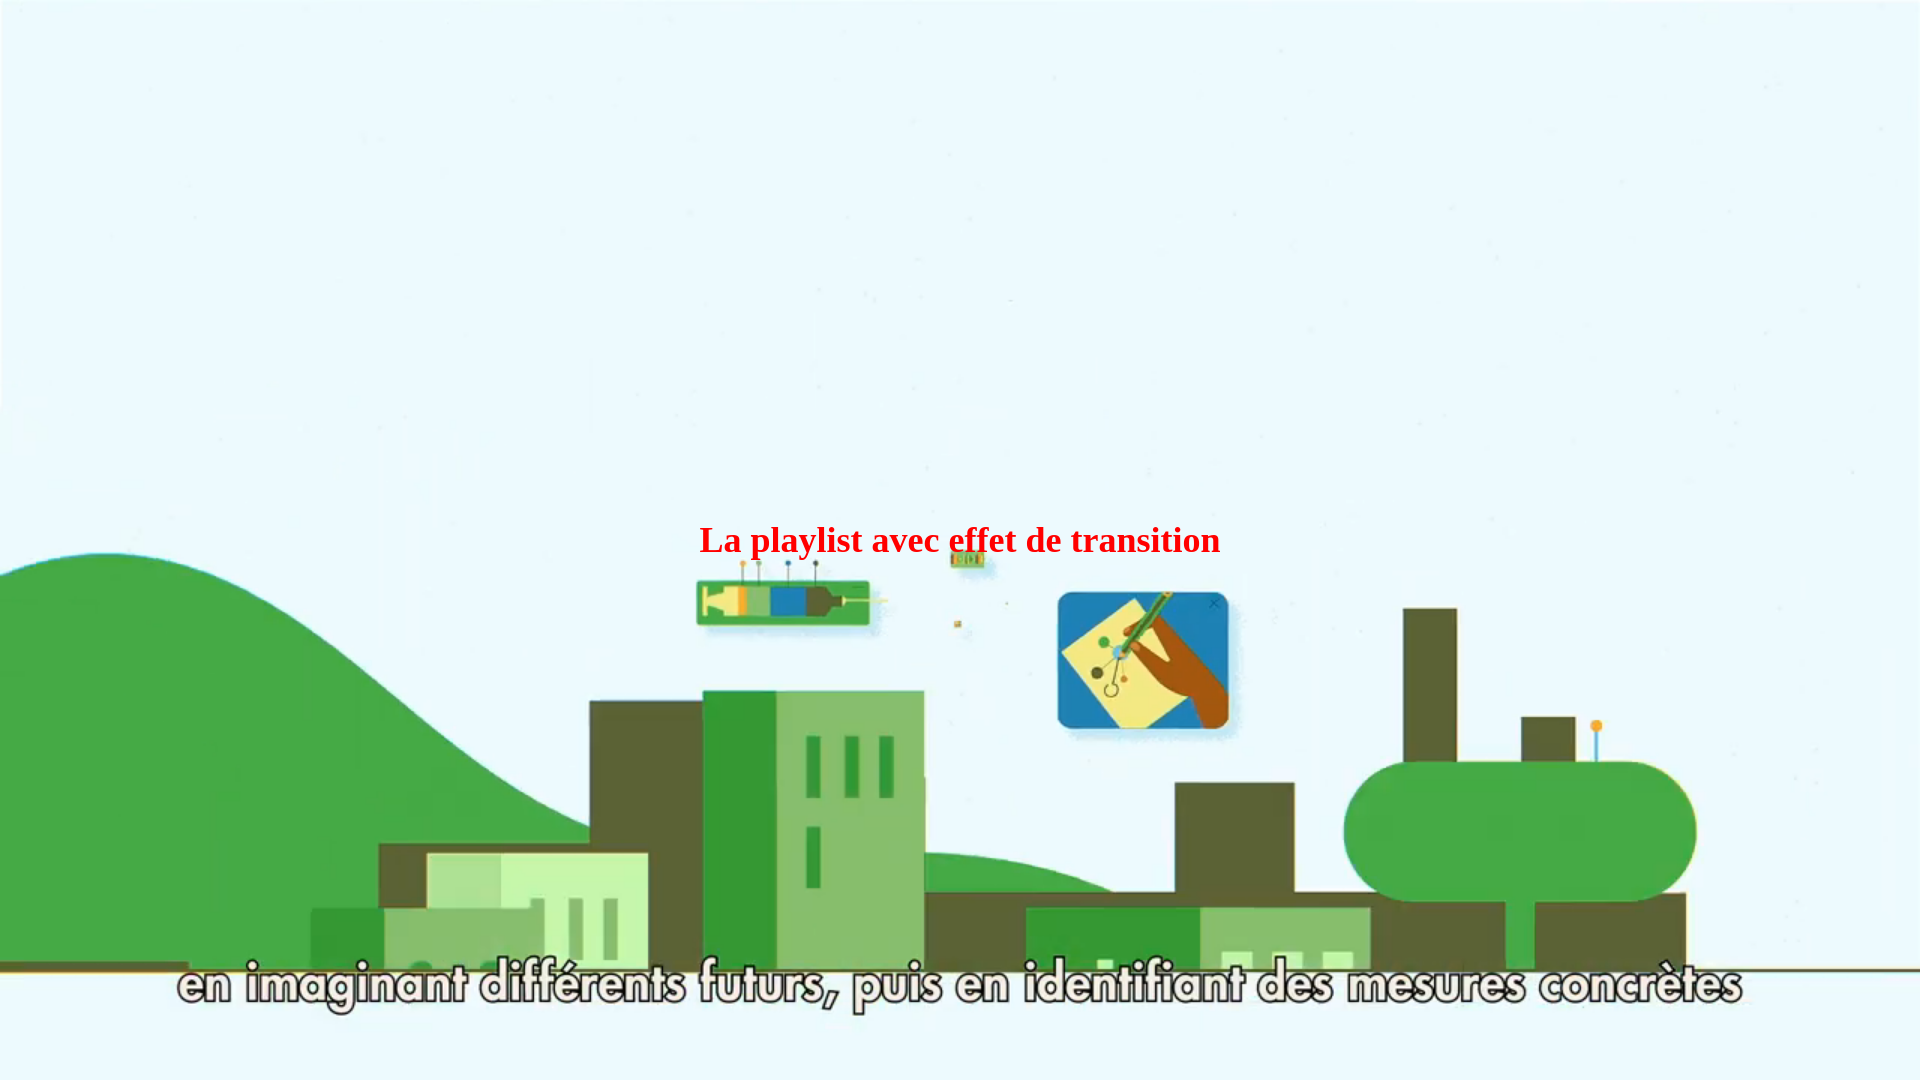 La playlist avec effet de transition
en imaginant différents futurs, puis en identifiant des mesures concrètes